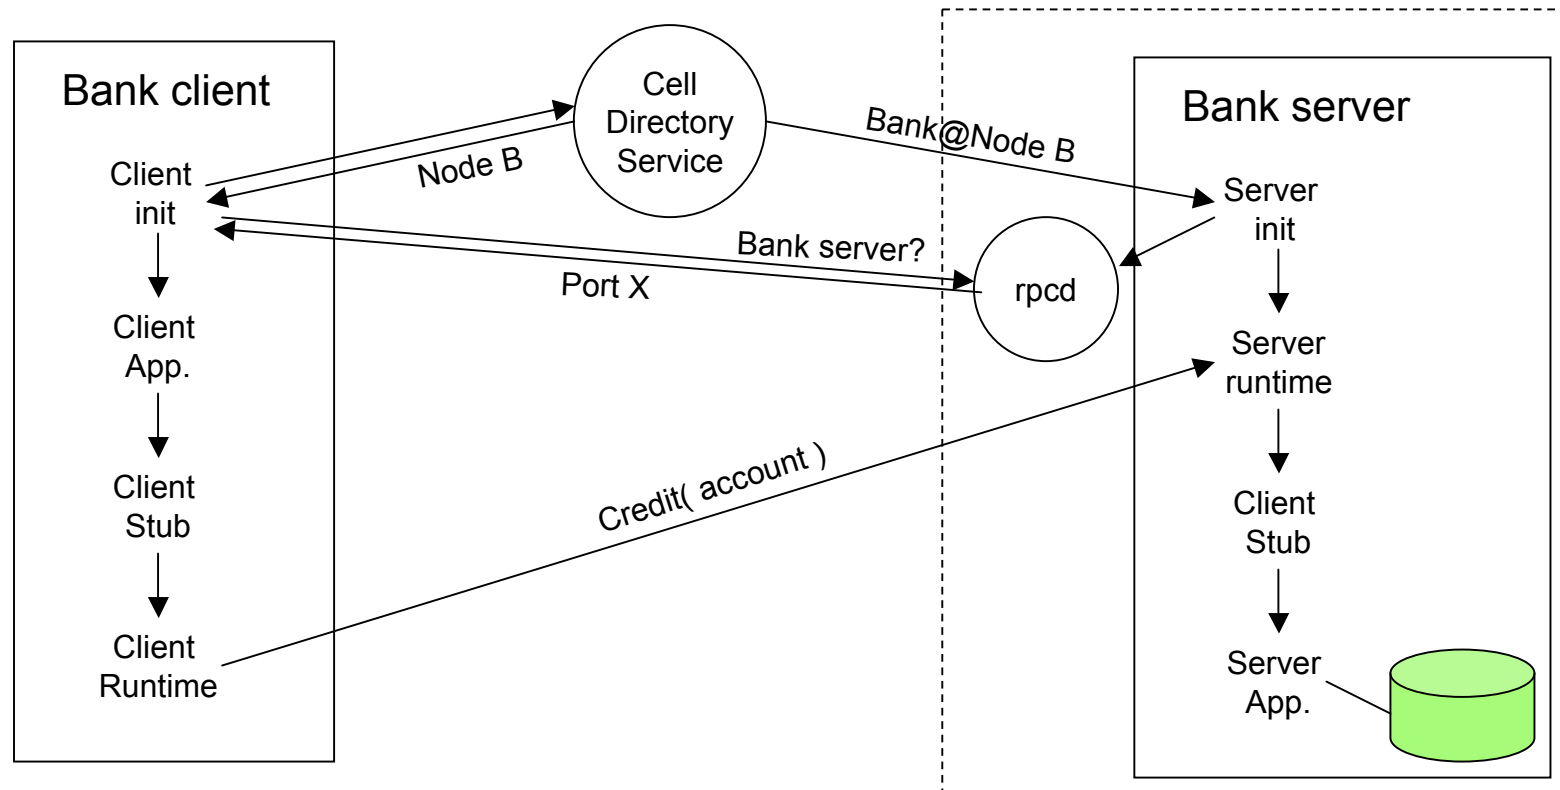 Bank client
Client
init
Client
App.
Client
Stub
Client
Runtime
Cell
Directory
Service
Node B
Bank@Node B
Bank server?
Port X
rpcd
Credit( account )
Bank server
Server
init
Server
runtime
Client
Stub
Server
App.